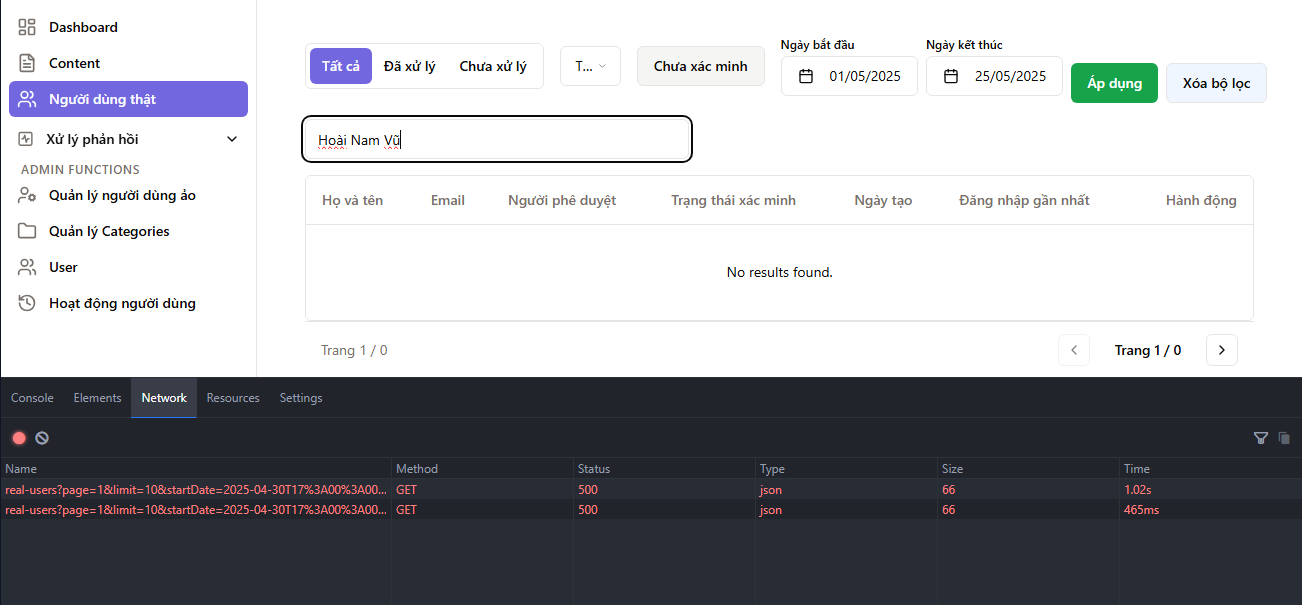 Dashboard
Content
Người dùng thật
Xử lý phản hồi
ADMIN FUNCTIONS
Quản lý người dùng ảo
Quản lý Categories
User
Hoạt động người dùng
Tất cả Đã xử lý Chưa xử lý T... Chưa xác minh
Ngày bắt đầu Ngày kết thúc
01/05/2025 25/05/2025
Áp dụng Xóa bộ lọc
Hoài Nam Vũ
Họ và tên Email Người phê duyệt Trạng thái xác minh Ngày tạo Đăng nhập gần nhất Hành động
No results found.
Trang 1 / 0 Trang 1 / 0
Console Elements Network Resources Settings
Name Method Status Type Size Time
real-users?page=1&limit=10&startDate=2025-04-30T17%3A00%3A00... GET 500 json 66 1.02s
real-users?page=1&limit=10&startDate=2025-04-30T17%3A00%3A00... GET 500 json 66 465ms